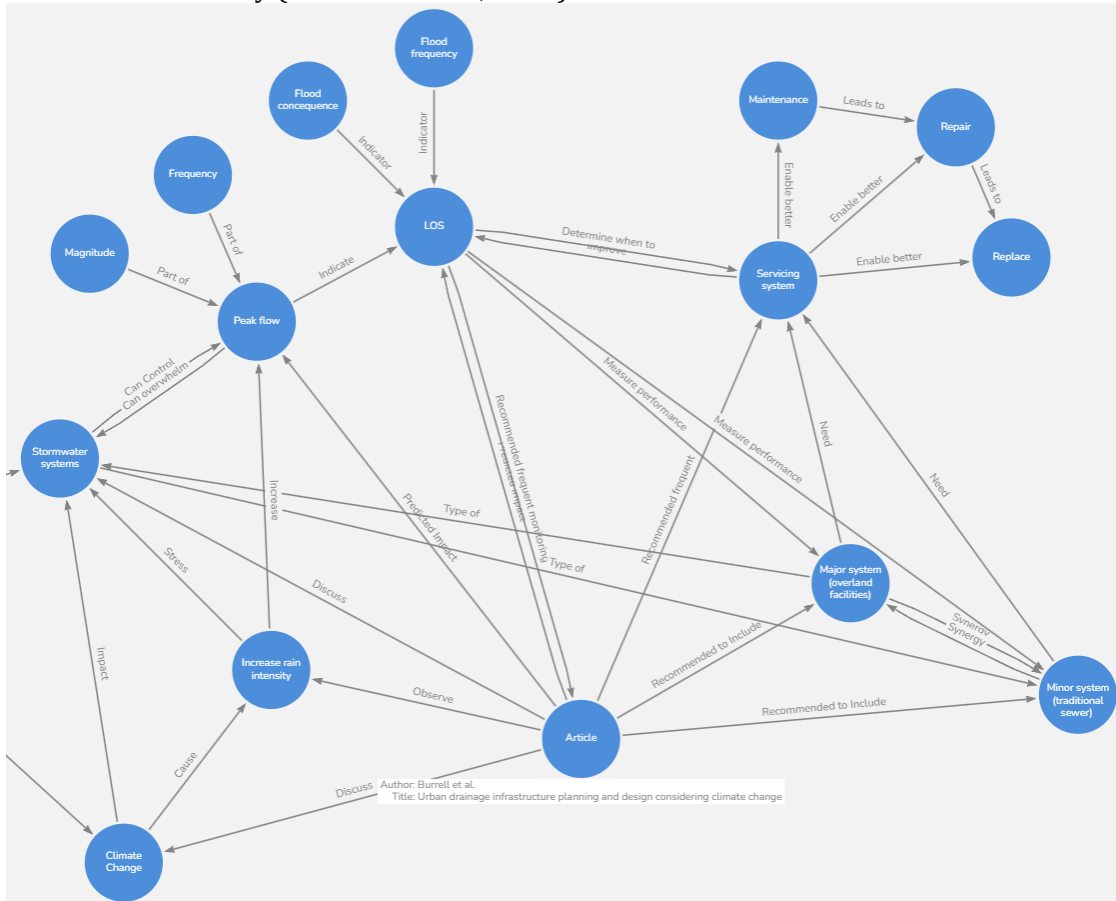 Flood
frequency
Flood
concequence
Maintenance
Leads to
Repair
Indicator
Indicator
Frequency
Enable better
Enable better
Leads to
Part of
LOS
Determine when to
improve
Magnitude
Part of
Indicate
Servicing
system
Enable better
Replace
Peak flow
Can Control
Can overwhelm
Measure performance
Measure performance
Recommended frequent monitoring
Predicted Impact
Stormwater
systems
Need
Need
Increase
Predicted Impact
Recommended frequent
Type of
Type of
Stress
Discuss
Major system
(overland
facilities)
Synergy
Synergy
Impact
Increase rain
intensity
Recommended to Include
Observe
Recommended to Include
Minor system
(traditional
sewer)
Article
Cause
Discuss
Author: Burrell et al.
Title: Urban drainage infrastructure planning and design considering climate change
Climate
Change